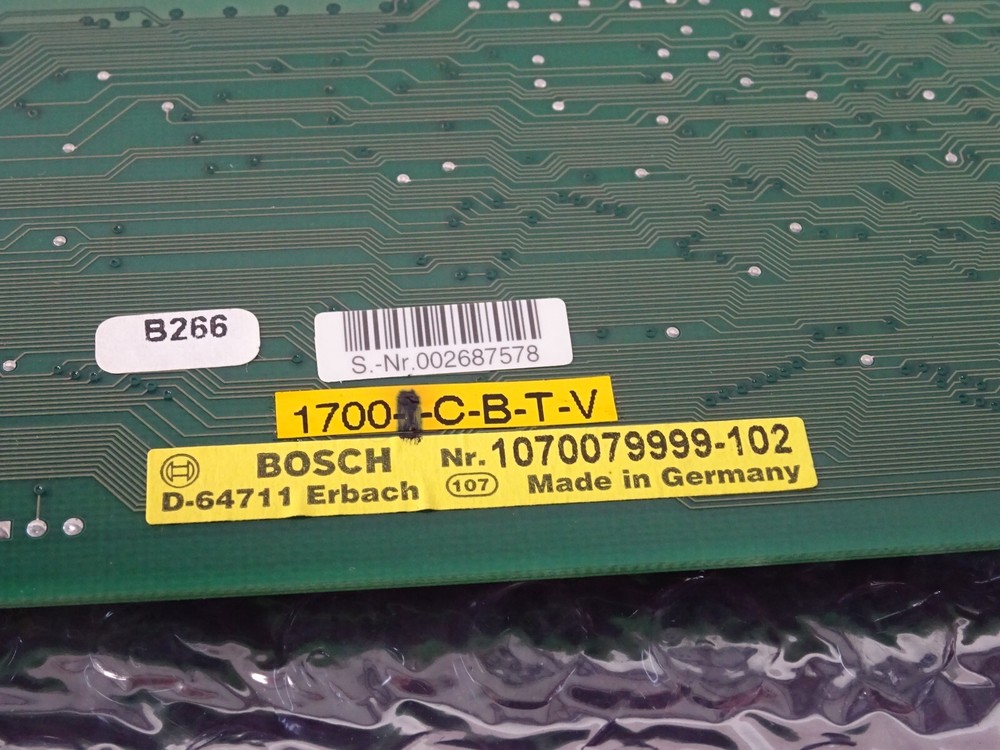 B266
S.-Nr.002687578
1700- -C-B-T-V
BOSCH Nr. 1070079999-102
D-64711 Erbach 107 Made in Germany